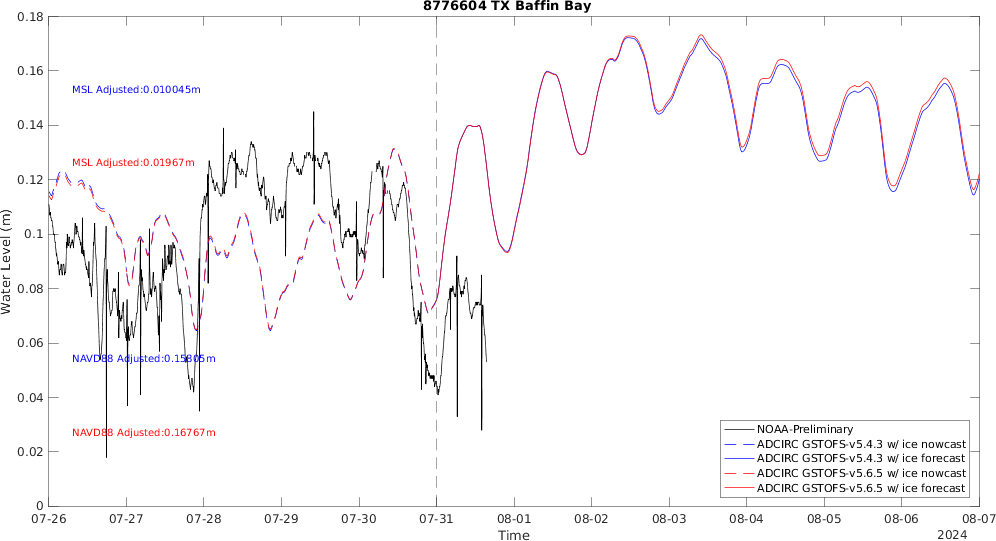 8776604 TX Baffin Bay
Water Level (m)
0.18
0.16
0.14
0.12
0.1
0.08
0.06
0.04
0.02
0
MSL Adjusted:0.010045m
MSL Adjusted:0.01967m
NAVD88 Adjusted:0.15805m
NAVD88 Adjusted:0.16767m
NOAA-Preliminary
ADCIRC GSTOFS-v5.4.3 w/ ice nowcast
ADCIRC GSTOFS-v5.4.3 w/ ice forecast
ADCIRC GSTOFS-v5.6.5 w/ ice nowcast
ADCIRC GSTOFS-v5.6.5 w/ ice forecast
07-26 07-27 07-28 07-29 07-30 07-31 08-01 08-02 08-03 08-04 08-05 08-06 08-07
Time
2024